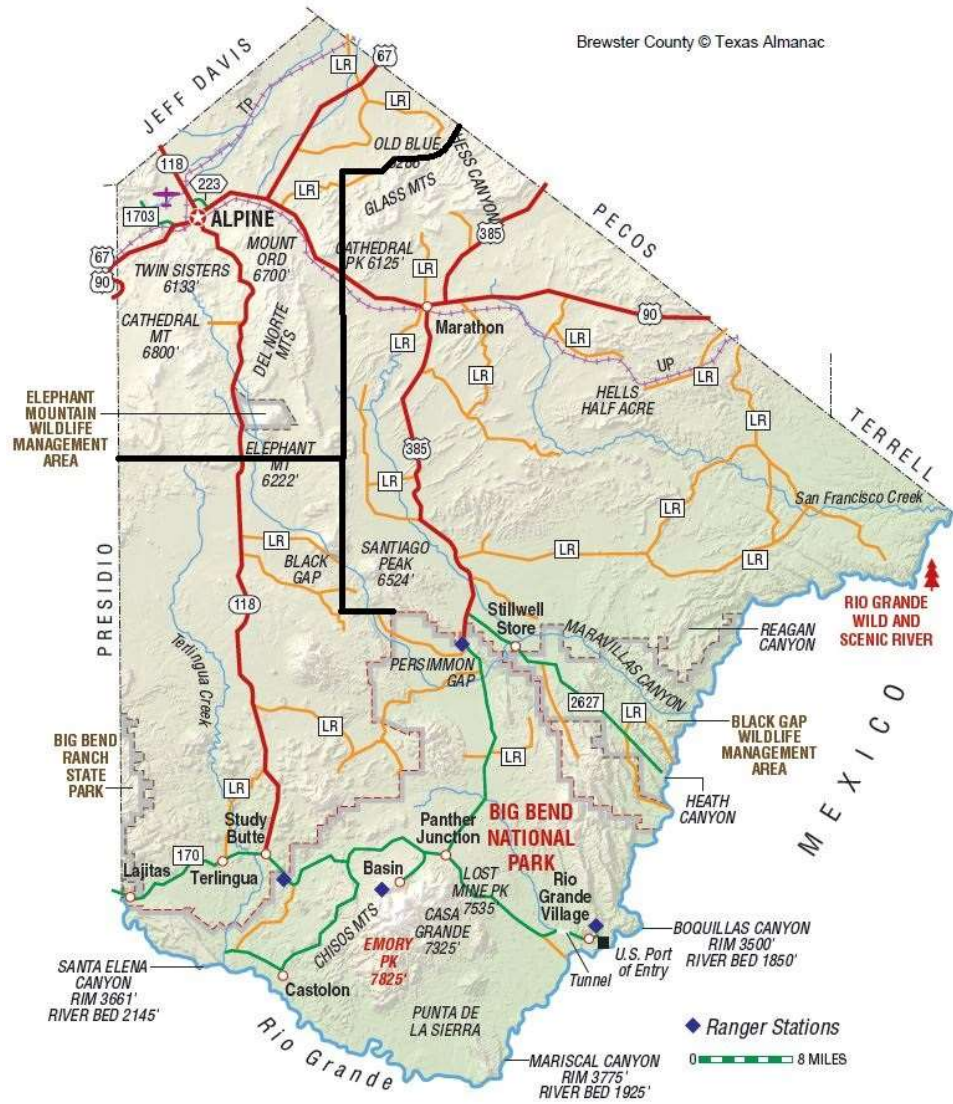 Brewster County © Texas Almanac
JEFF DAVIS
67
LR
TP
LR
LR
118
223
OLD BLUE
HESS CANYON
GLASS MTS
LR
1703
ALPINE
PECOS
385
67
90
MOUNT
ORD
6700'
CATHEDRAL
PK 6125'
LR
TWIN SISTERS
6133'
90
Marathon
CATHEDRAL
MT
6800'
DEL NORTE
MTS
LR
LR
LR
UP
LR
HELLS
HALF ACRE
ELEPHANT
MOUNTAIN
WILDLIFE
MANAGEMENT
AREA
TERRELL
ELEPHANT
MT
6222'
385
LR
LR
San Francisco Creek
LR
LR
LR
BLACK
GAP
SANTIAGO
PEAK
6524'
PRESIDIO
118
Stillwell
Store
RIO GRANDE
WILD AND
SCENIC RIVER
REAGAN
CANYON
Terlingua Creek
PERSIMMON
GAP
MARAVILLAS CANYON
2627
LR
LR
LR
BLACK GAP
WILDLIFE
MANAGEMENT
AREA
BIG BEND
RANCH
STATE
PARK
LR
HEATH
CANYON
MEXICO
Study
Butte
Panther
Junction
BIG BEND
NATIONAL
PARK
170
Lajitas
Terlingua
Basin
LOST
MINE PK
7535
Rio
Grande
Village
CHISOS MTS
CASA
GRANDE
7325'
EMORY
PK
7825'
BOQUILLAS CANYON
RIM 3500'
RIVER BED 1850'
U.S. Port
of Entry
Tunnel
SANTA ELENA
CANYON
RIM 3661'
RIVER BED 2145'
Castolon
PUNTA DE
LA SIERRA
Rio Grande
Ranger Stations
0 8 MILES
MARISCAL CANYON
RIM 3775'
RIVER BED 1925'